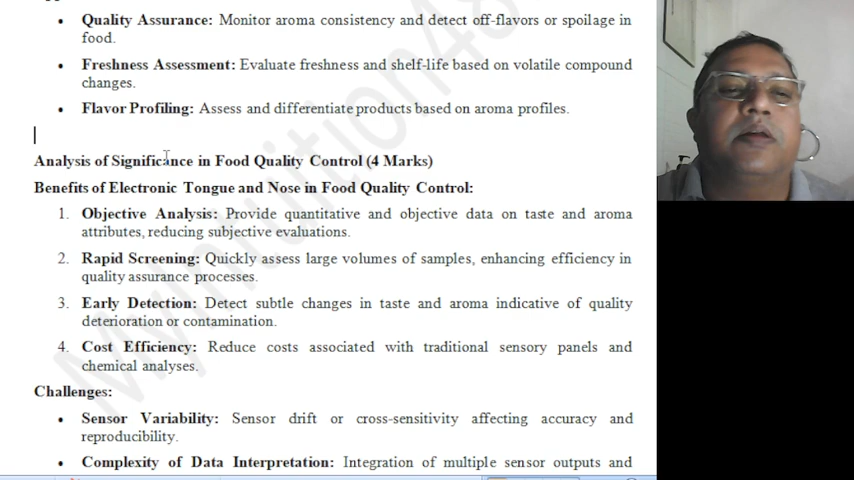 • Quality Assurance: Monitor aroma consistency and detect off-flavors or spoilage in
food.
• Freshness Assessment: Evaluate freshness and shelf-life based on volatile compound
changes.
• Flavor Profiling: Assess and differentiate products based on aroma profiles.
Analysis of Significance in Food Quality Control (4 Marks)
Benefits of Electronic Tongue and Nose in Food Quality Control:
1. Objective Analysis: Provide quantitative and objective data on taste and aroma
attributes, reducing subjective evaluations.
2. Rapid Screening: Quickly assess large volumes of samples, enhancing efficiency in
quality assurance processes.
3. Early Detection: Detect subtle changes in taste and aroma indicative of quality
deterioration or contamination.
4. Cost Efficiency: Reduce costs associated with traditional sensory panels and
chemical analyses.
Challenges:
• Sensor Variability: Sensor drift or cross-sensitivity affecting accuracy and
reproducibility.
• Complexity of Data Interpretation: Integration of multiple sensor outputs and